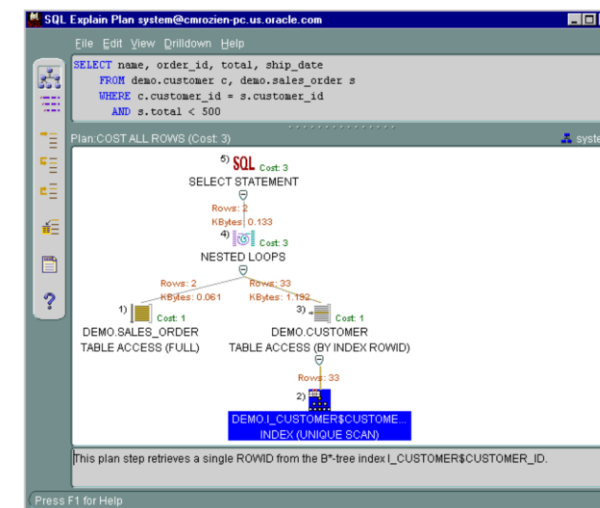 SQL Explain Plan system@cmrozien-pc.us.oracle.com
File Edit View Drilldown Help
SELECT name, order_id, total, ship_date
FROM demo.customer c, demo.sales_order s
WHERE c.customer_id = s.customer_id
AND s.total < 500
Plan:COST ALL ROWS (Cost: 3)
syste
5) SQL Cost: 3
SELECT STATEMENT
Rows: 2
KBytes: 0.133
4) Cost: 3
NESTED LOOPS
Rows: 2 Rows: 33
KBytes: 0.061 KBytes: 1.192
1) Cost: 1 3) Cost: 1
DEMO.SALES_ORDER DEMO.CUSTOMER
TABLE ACCESS (FULL) TABLE ACCESS (BY INDEX ROWID)
Rows: 33
2)
DEMO.I_CUSTOMER$CUSTOME...
INDEX (UNIQUE SCAN)
This plan step retrieves a single ROWID from the B*-tree index I_CUSTOMER$CUSTOMER_ID.
Press F1 for Help